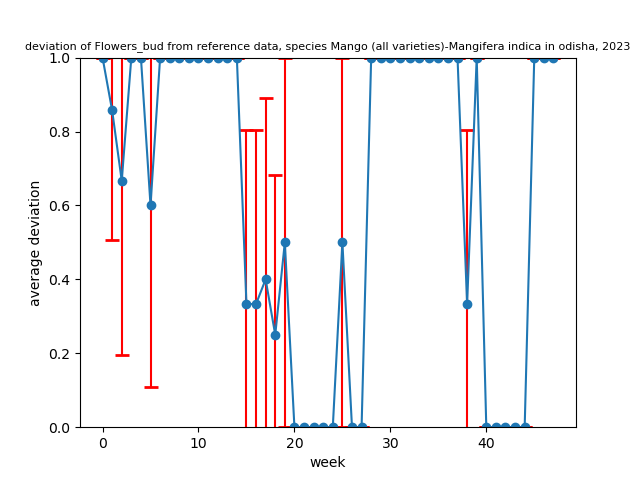 deviation of Flowers_bud from reference data, species Mango (all varieties)-Mangifera indica in odisha, 2023
1.0
0.8
0.6
0.4
0.2
0.0
average deviation
0 10 20 30 40
week